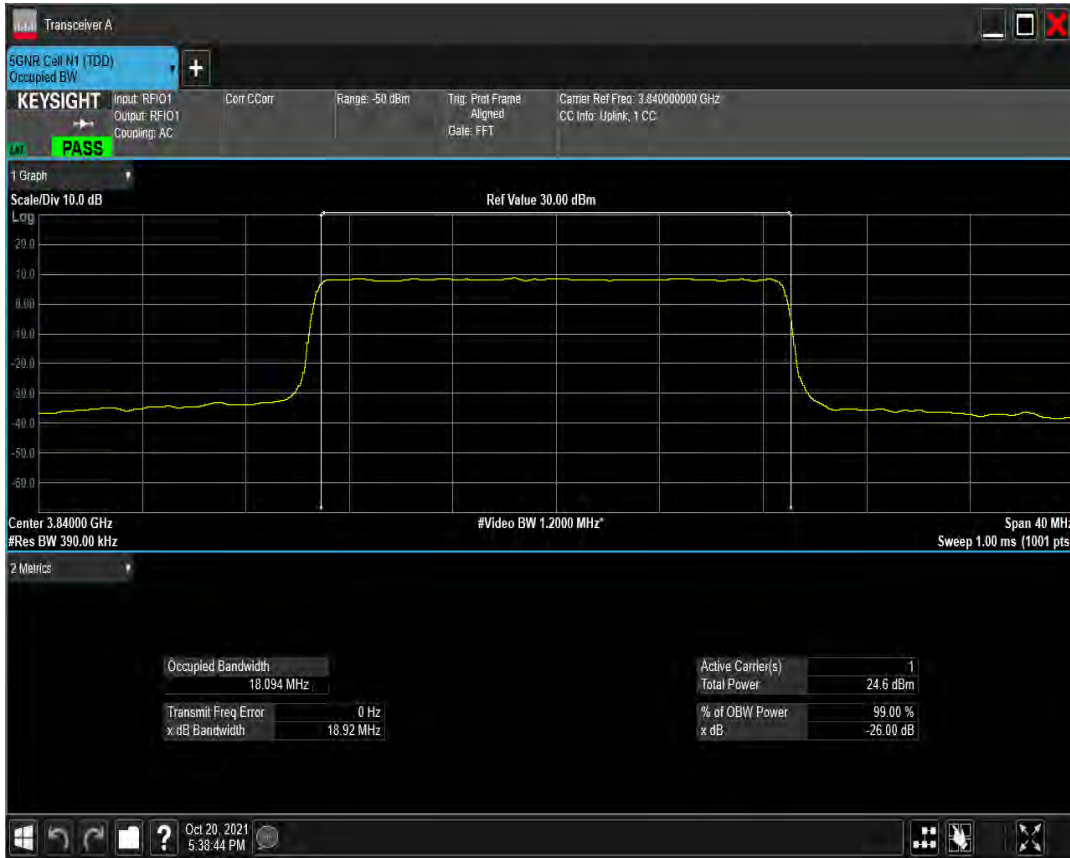 Transceiver A
5GNR Cell N1 (TDD)
Occupied BW
+
KEYSIGHT
Input: RFIO1
Output: RFIO1
Coupling: AC
Corr CCorr
Range: -50 dBm
Trig: Prot Frame
Aligned
Gate: FFT
Carrier Ref Freq: 3.840000000 GHz
CC Info: Uplink, 1 CC
PASS
1 Graph
Scale/Div 10.0 dB
Ref Value 30.00 dBm
Log
20.0
10.0
0.00
-10.0
-20.0
-30.0
-40.0
-50.0
-60.0
Center 3.84000 GHz
#Video BW 1.2000 MHz*
Span 40 MHz
#Res BW 390.00 kHz
Sweep 1.00 ms (1001 pts
2 Metrics
Occupied Bandwidth
18.094 MHz
Transmit Freq Error 0 Hz
x dB Bandwidth 18.92 MHz
Active Carrier(s) 1
Total Power 24.6 dBm
% of OBW Power 99.00 %
x dB -26.00 dB
?
Oct 20, 2021
5:38:44 PM